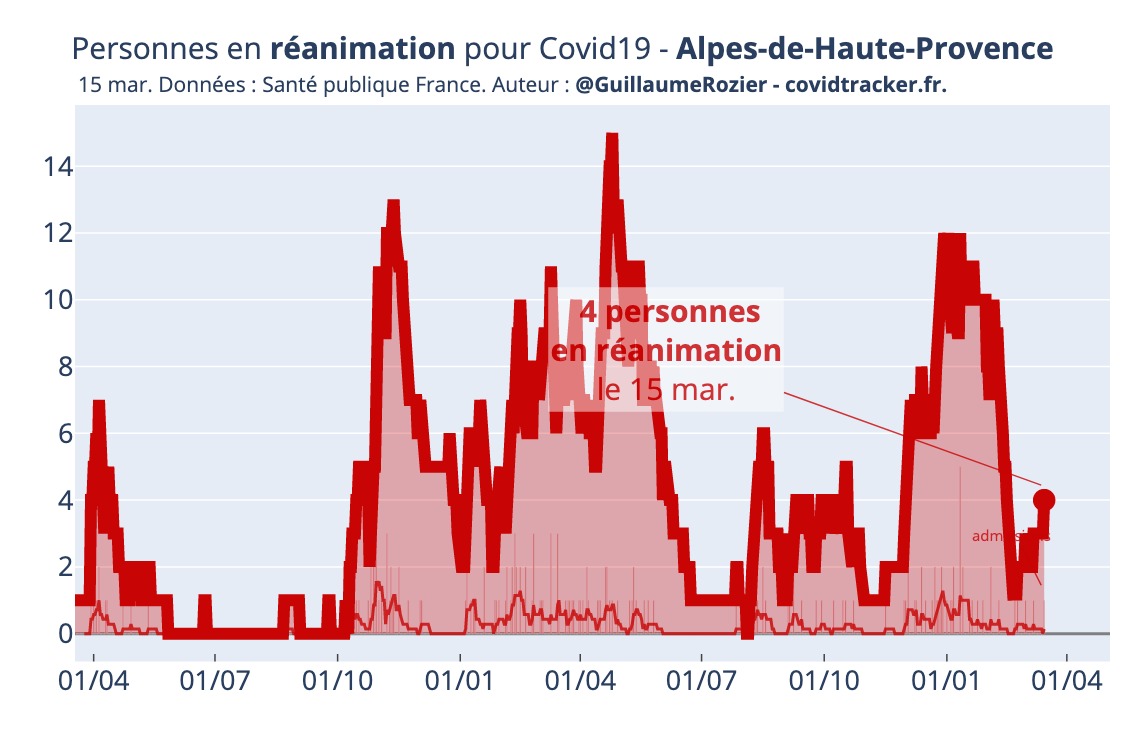 Personnes en réanimation pour Covid19 - Alpes-de-Haute-Provence
15 mar. Données : Santé publique France. Auteur : @GuillaumeRozier - covidtracker.fr.
14
12
10
8
6
4
2
0
4 personnes
en réanimation
le 15 mar.
01/04 01/07 01/10 01/01 01/04 01/07 01/10 01/01 01/04